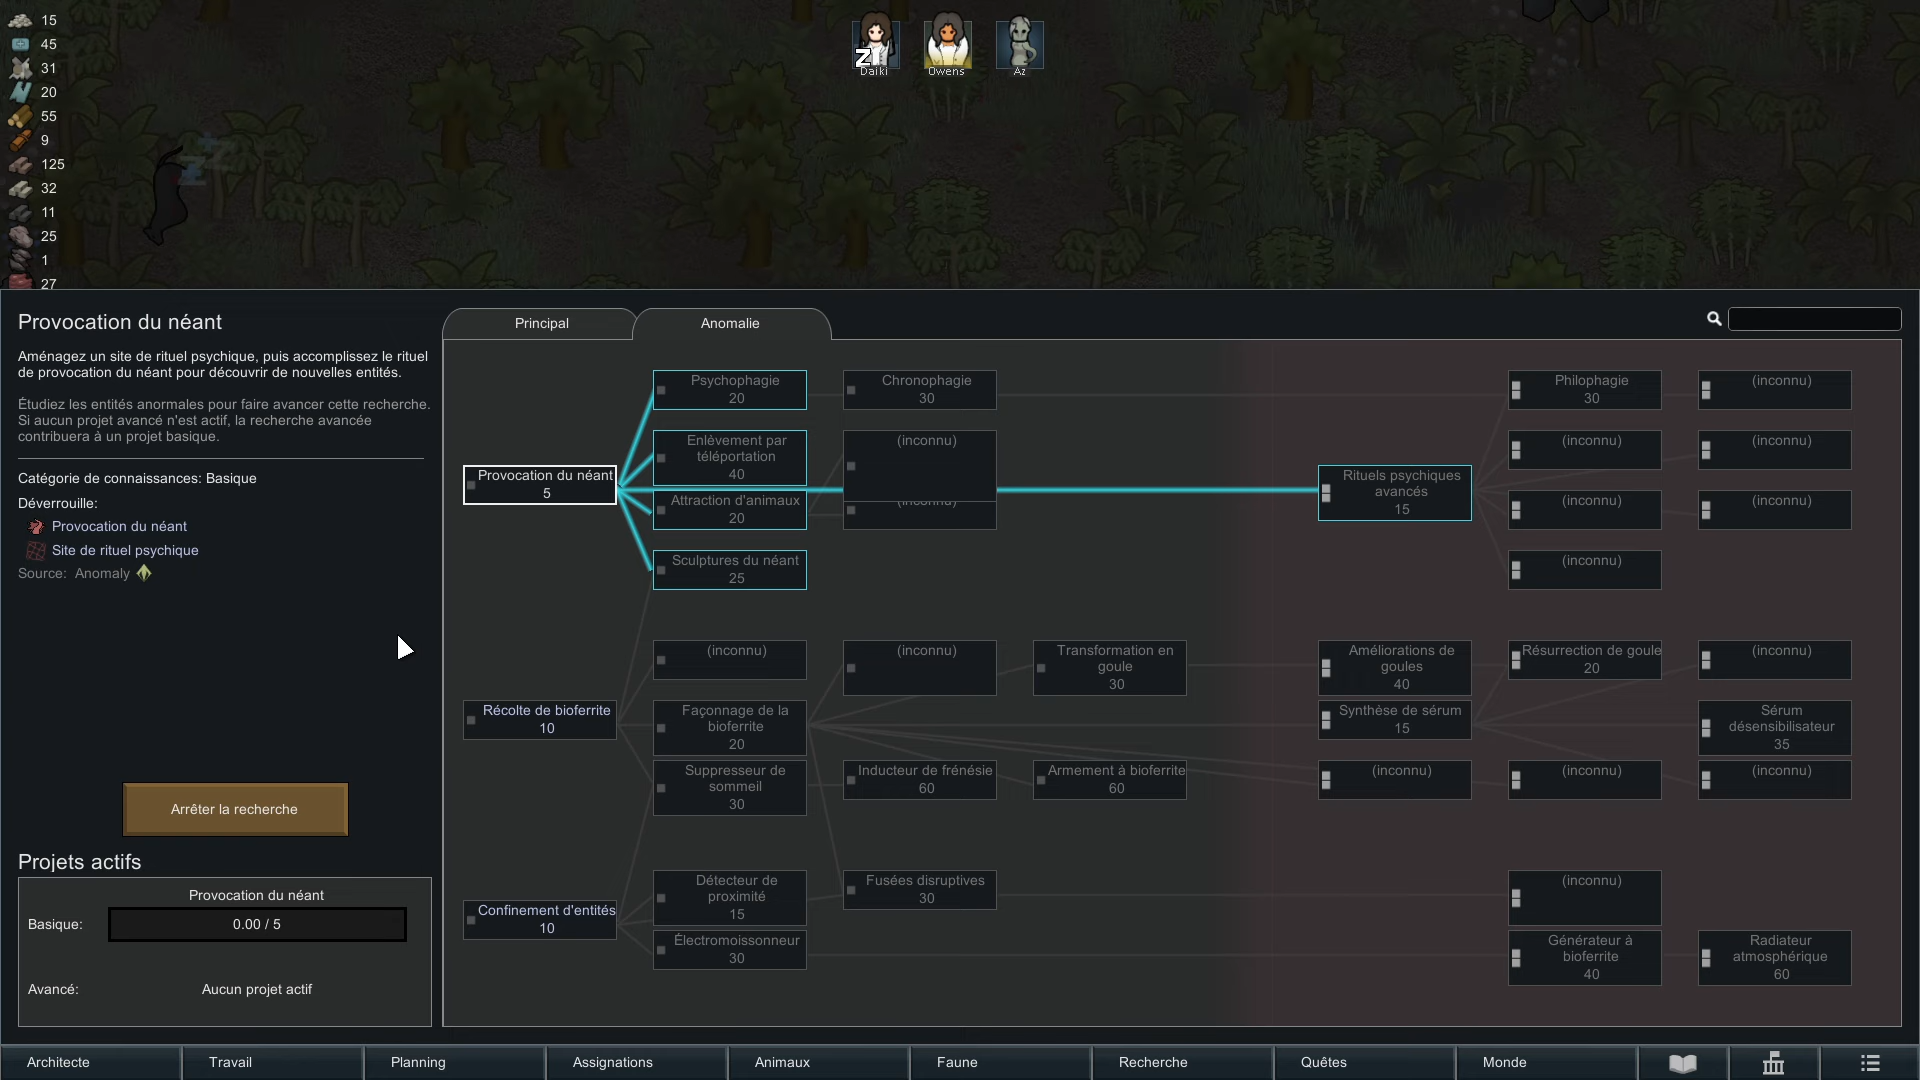 15
45
31
20
55
9
125
32
11
25
1
27
Daiki
Owens
Az
Provocation du néant
Aménagez un site de rituel psychique, puis accomplissez le rituel
de provocation du néant pour découvrir de nouvelles entités.
Étudiez les entités anormales pour faire avancer cette recherche.
Si aucun projet avancé n'est actif, la recherche avancée
contribuera à un projet basique.
Catégorie de connaissances: Basique
Déverrouille:
Provocation du néant
Site de rituel psychique
Source: Anomaly
Arrêter la recherche
Projets actifs
Provocation du néant
Basique:
0.00 / 5
Avancé:
Aucun projet actif
Principal
Anomalie
Psychophagie
20
Chronophagie
30
Philophagie
30
(inconnu)
Enlèvement par
téléportation
40
(inconnu)
(inconnu)
(inconnu)
Provocation du néant
5
Rituels psychiques
avancés
15
Attraction d'animaux
20
(inconnu)
(inconnu)
(inconnu)
Sculptures du néant
25
(inconnu)
(inconnu)
(inconnu)
Transformation en
goule
30
Améliorations de
goules
40
Résurrection de goule
20
(inconnu)
Récolte de bioferrite
10
Façonnage de la
bioferrite
20
Synthèse de sérum
15
Sérum
désensibilisateur
35
Suppresseur de
sommeil
30
Inducteur de frénésie
60
Armement à bioferrite
60
(inconnu)
(inconnu)
(inconnu)
Confinement d'entités
10
Détecteur de
proximité
15
Fusées disruptives
30
(inconnu)
Électromoissonneur
30
Générateur à
bioferrite
40
Radiateur
atmosphérique
60
Architecte
Travail
Planning
Assignations
Animaux
Faune
Recherche
Quêtes
Monde